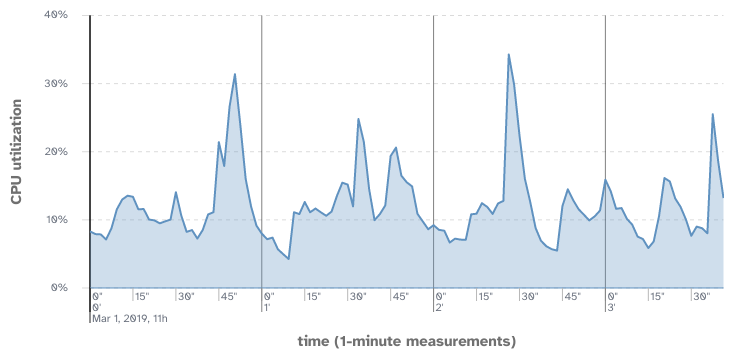 40%
30%
20%
10%
0%
CPU utilization
0" 15" 30" 45" 0" 15" 30" 45" 0" 15" 30" 45" 0" 15" 30"
0' 1' 2' 3'
Mar 1, 2019, 11h
time (1-minute measurements)